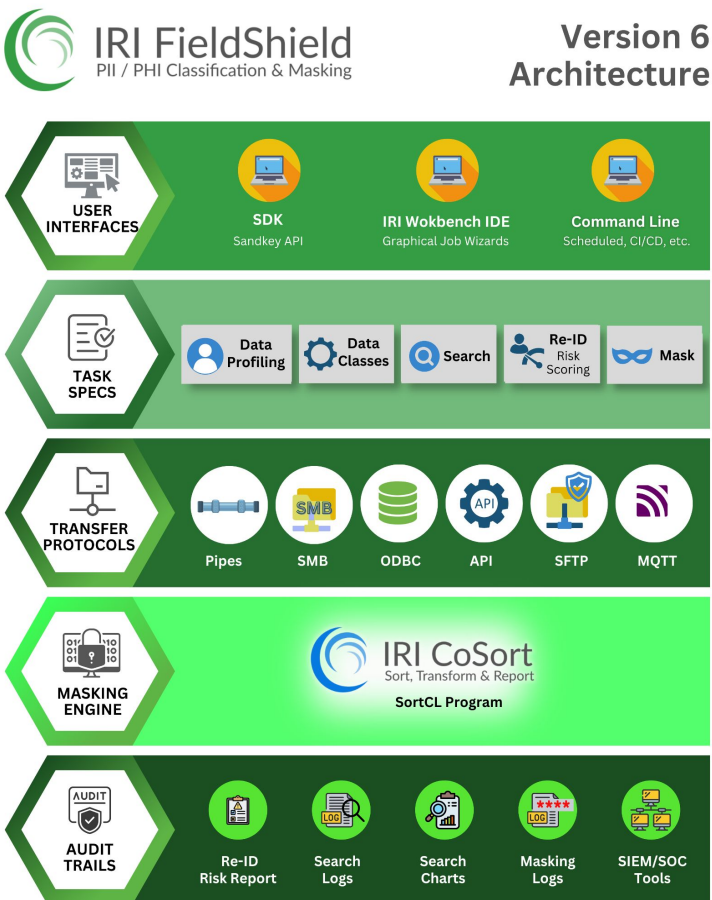 IRI FieldShield
PII / PHI Classification & Masking
Version 6
Architecture
USER
INTERFACES
SDK
Sandkey API
IRI Wokbench IDE
Graphical Job Wizards
Command Line
Scheduled, CI/CD, etc.
TASK
SPECS
Data
Profiling
Data
Classes
Search
Re-ID
Risk
Scoring
Mask
TRANSFER
PROTOCOLS
Pipes
SMB
SMB
ODBC
API
API
SFTP
MQTT
MASKING
ENGINE
IRI CoSort
Sort, Transform & Report
SortCL Program
AUDIT
AUDIT
TRAILS
Re-ID
Risk Report
LOG
Search
Logs
Search
Charts
****
LOG
Masking
Logs
SIEM/SOC
Tools